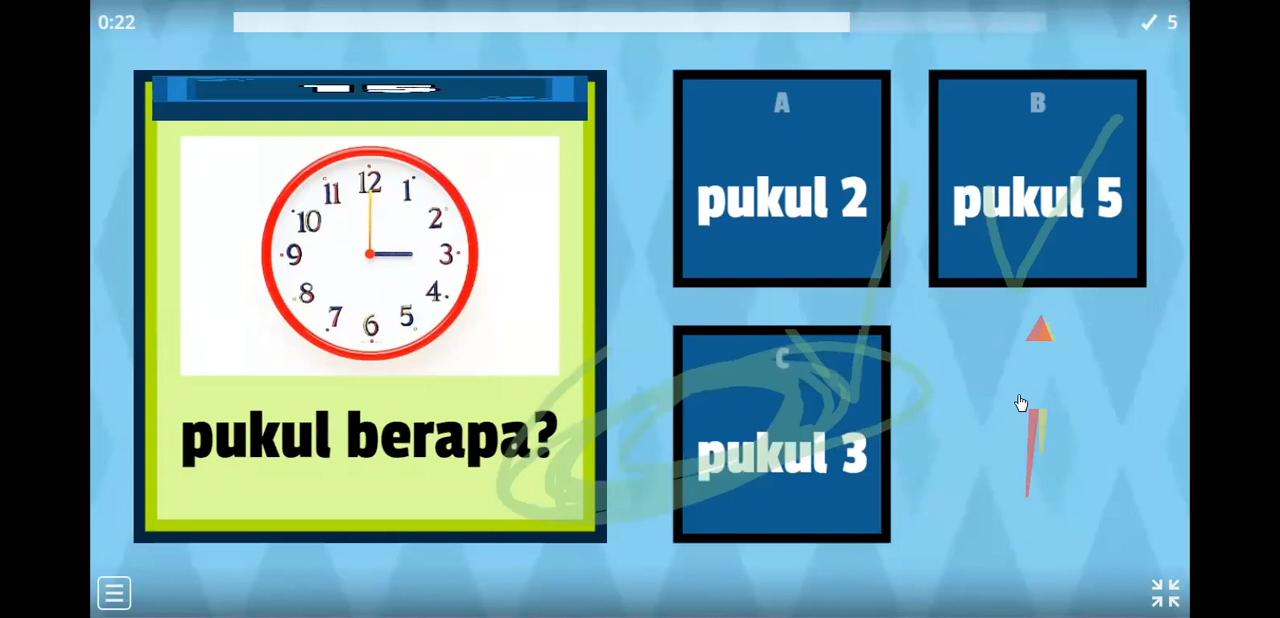 0:22
✓ 5
12
11
1
10
2
9
3
8
4
7
5
6
pukul berapa?
A
pukul 2
B
pukul 5
C
pukul 3